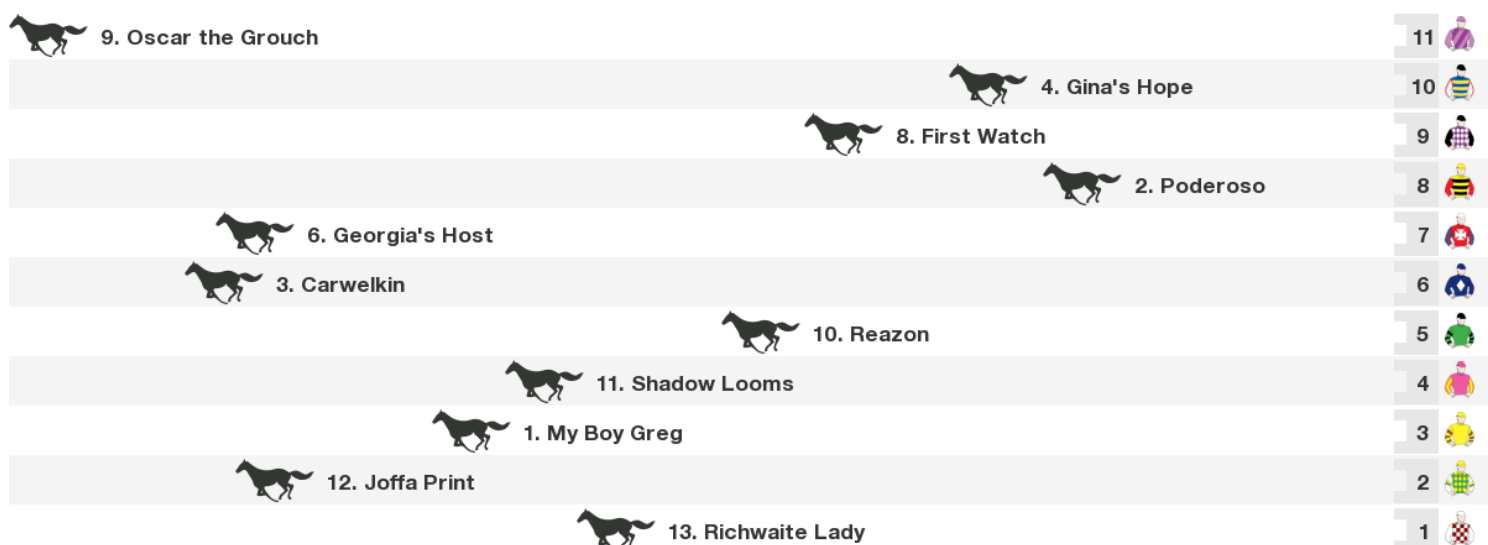 9. Oscar the Grouch 11
4. Gina's Hope 10
8. First Watch 9
2. Poderoso 8
6. Georgia's Host 7
3. Carwelkin 6
10. Reazon 5
11. Shadow Looms 4
1. My Boy Greg 3
12. Joffa Print 2
13. Richwaite Lady 1